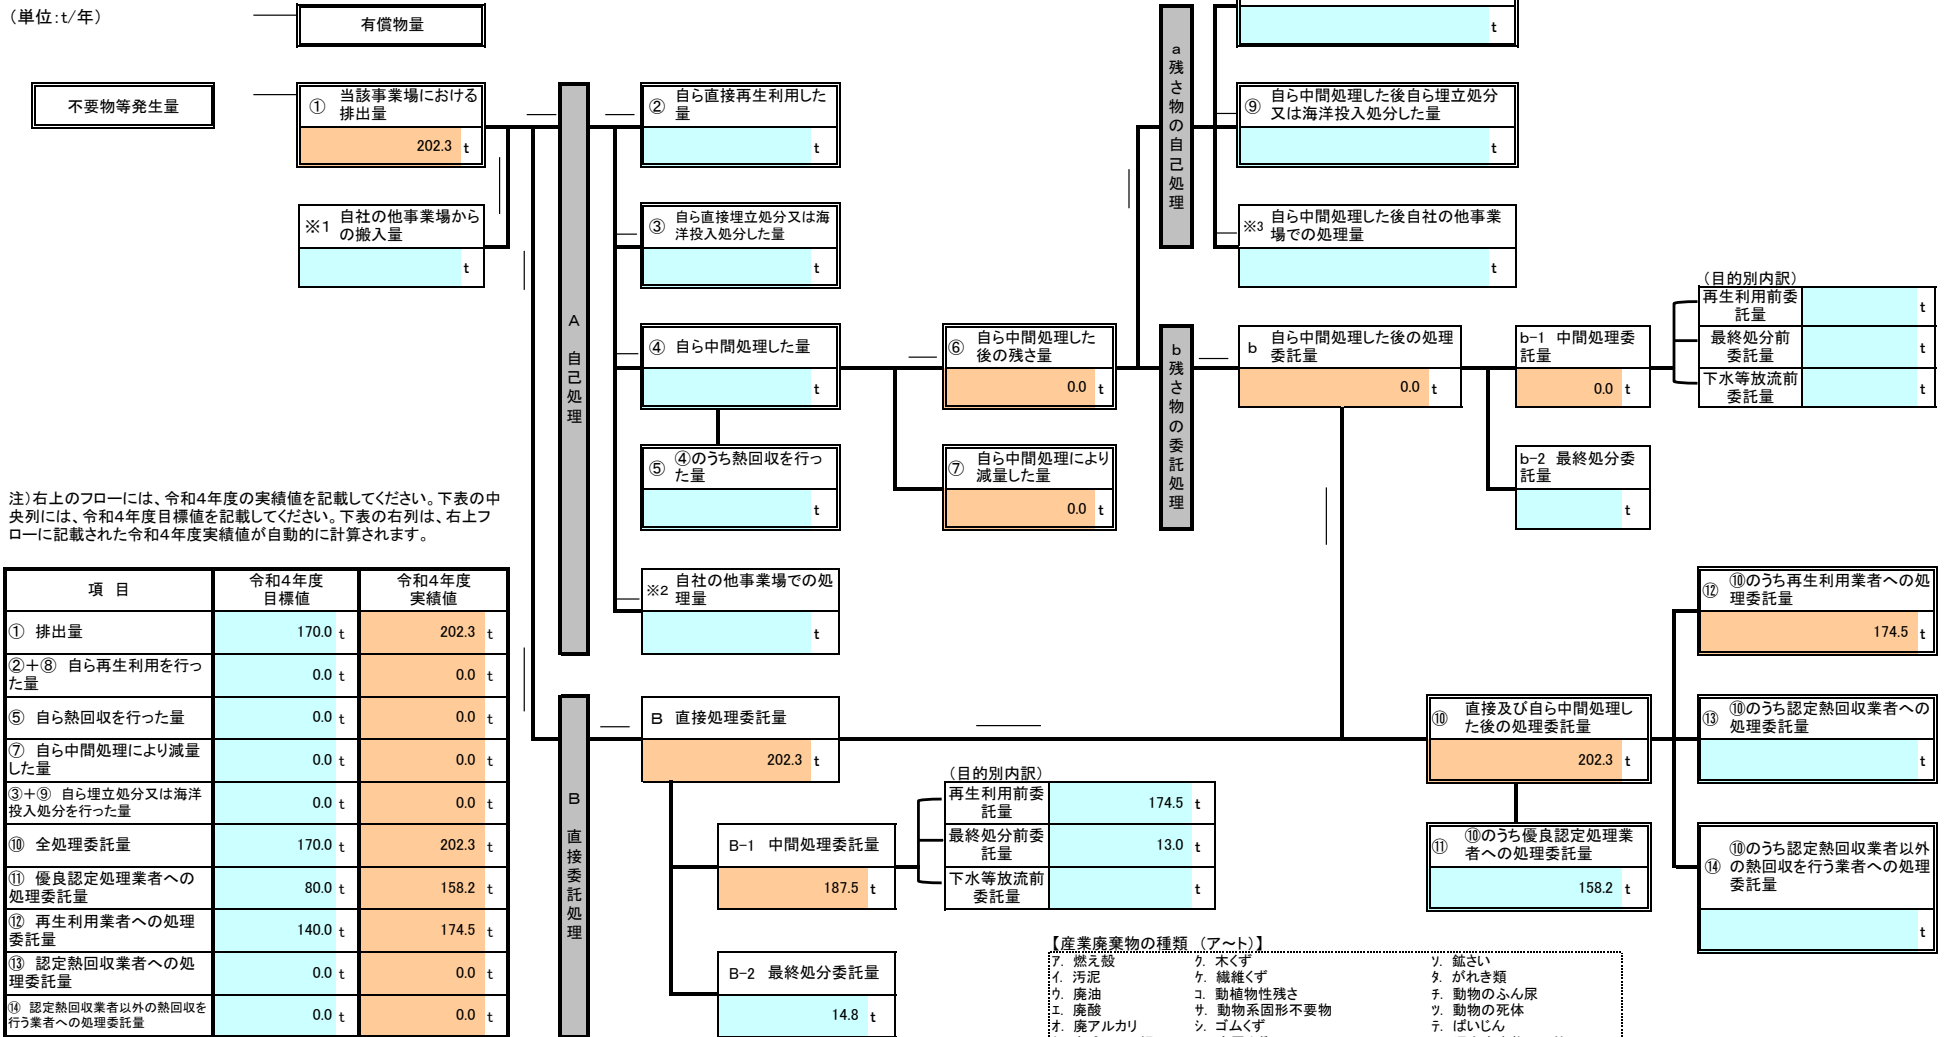 (単位:t/年)
有償物量
t
不要物等発生量
① 当該事業場における
排出量
202.3 t
② 自ら直接再生利用した
量
t
⑨ 自ら中間処理した後自ら埋立処分
又は海洋投入処分した量
t
a 残さ物の自己処理
※1 自社の他事業場から
の搬入量
t
③ 自ら直接埋立処分又は海
洋投入処分した量
t
※3 自ら中間処理した後自社の他事業
場での処理量
t
A 自己処理
④ 自ら中間処理した量
t
⑥ 自ら中間処理した
後の残さ量
0.0 t
b 残さ物の委託処理
b 自ら中間処理した後の処理
委託量
0.0 t
b-1 中間処理委
託量
0.0 t
(目的別内訳)
再生利用前委
託量
t
最終処分前
委託量
t
下水等放流前
委託量
t
⑤ ④のうち熱回収を行っ
た量
t
⑦ 自ら中間処理により
減量した量
0.0 t
b-2 最終処分委
託量
t
注)右上のフローには、令和4年度の実績値を記載してください。下表の中
央列には、令和4年度目標値を記載してください。下表の右列は、右上フ
ローに記載された令和4年度実績値が自動的に計算されます。
※2 自社の他事業場での処
理量
t
項 目 令和4年度 目標値 令和4年度 実績値
① 排出量 170.0 t 202.3 t
②+⑧ 自ら再生利用を行っ
た量 0.0 t 0.0 t
⑤ 自ら熱回収を行った量 0.0 t 0.0 t
⑦ 自ら中間処理により減量
した量 0.0 t 0.0 t
③+⑨ 自ら埋立処分又は海洋
投入処分を行った量 0.0 t 0.0 t
⑩ 全処理委託量 170.0 t 202.3 t
⑪ 優良認定処理業者への
処理委託量 80.0 t 158.2 t
⑫ 再生利用業者への処理
委託量 140.0 t 174.5 t
⑬ 認定熱回収業者への処
理委託量 0.0 t 0.0 t
⑭ 認定熱回収業者以外の熱回収を
行う業者への処理委託量 0.0 t 0.0 t
B 直接委託処理
B 直接処理委託量
202.3 t
(目的別内訳)
再生利用前委
託量
174.5 t
最終処分前委
託量
13.0 t
下水等放流前
委託量
t
B-1 中間処理委託量
187.5 t
B-2 最終処分委託量
14.8 t
⑩ 直接及び自ら中間処理し
た後の処理委託量
202.3 t
⑪ ⑩のうち優良認定処理業
者への処理委託量
158.2 t
⑫ ⑩のうち再生利用業者への処
理委託量
174.5 t
⑬ ⑩のうち認定熱回収業者への
処理委託量
t
⑭ ⑩のうち認定熱回収業者以外
の熱回収を行う業者への処理
委託量
t
【産業廃棄物の種類 (ア~ト)】
ア. 燃え殻 ク. 木くず ソ. 鉱さい
イ. 汚泥 ケ. 繊維くず タ. がれき類
ウ. 廃油 コ. 動植物性残さ チ. 動物のふん尿
エ. 廃酸 サ. 動物系固形不要物 ツ. 動物の死体
オ. 廃アルカリ シ. ゴムくず テ. ばいじん